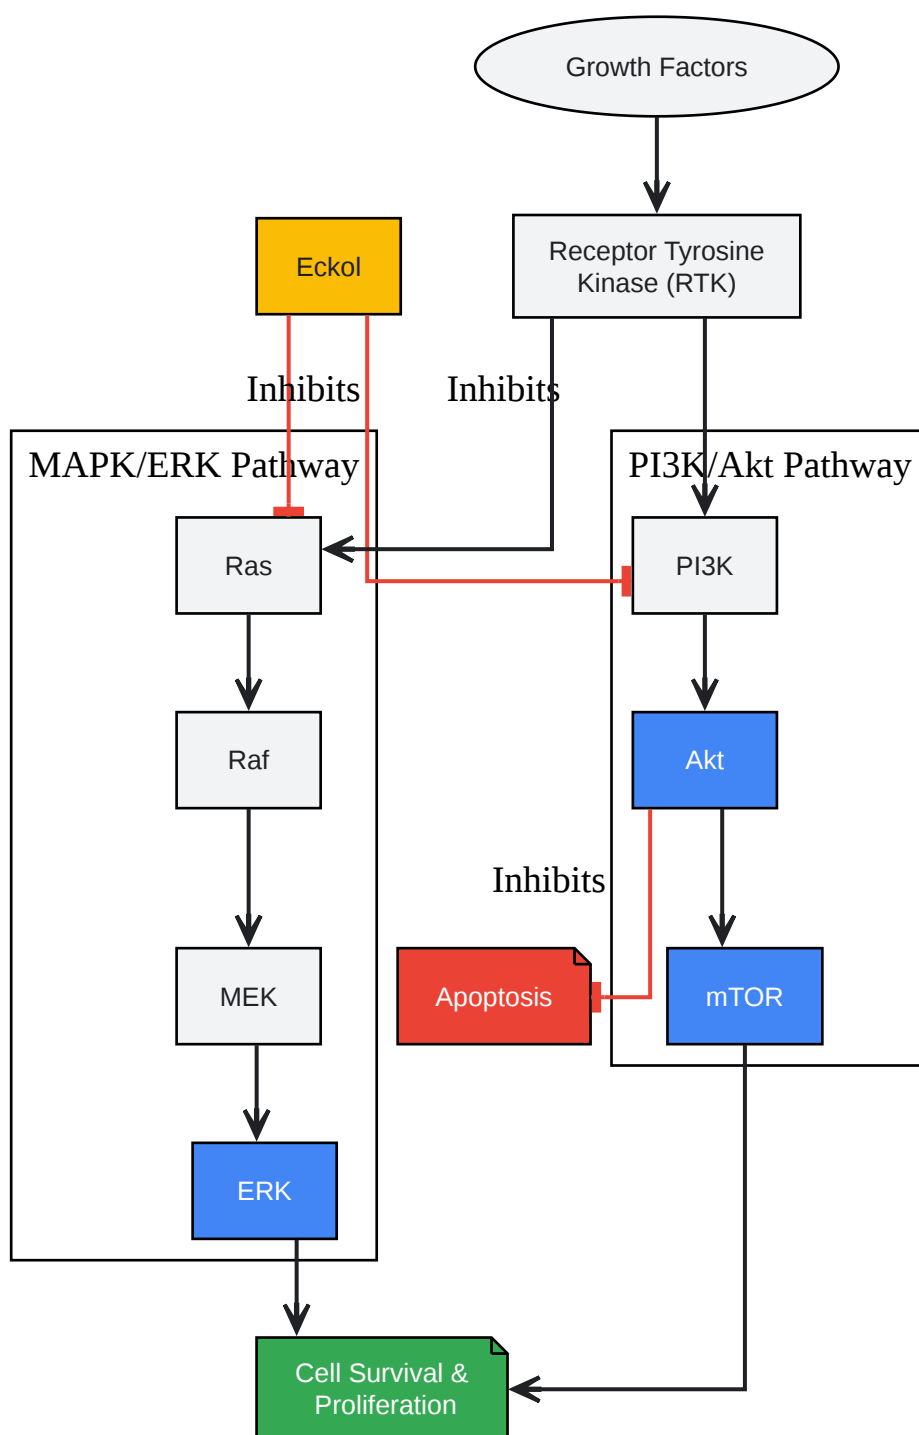 Growth Factors
Eckol
Receptor Tyrosine
Kinase (RTK)
Inhibits
Inhibits
MAPK/ERK Pathway
PI3K/Akt Pathway
Ras
PI3K
Raf
Akt
Inhibits
MEK
Apoptosis
mTOR
ERK
Cell Survival &
Proliferation